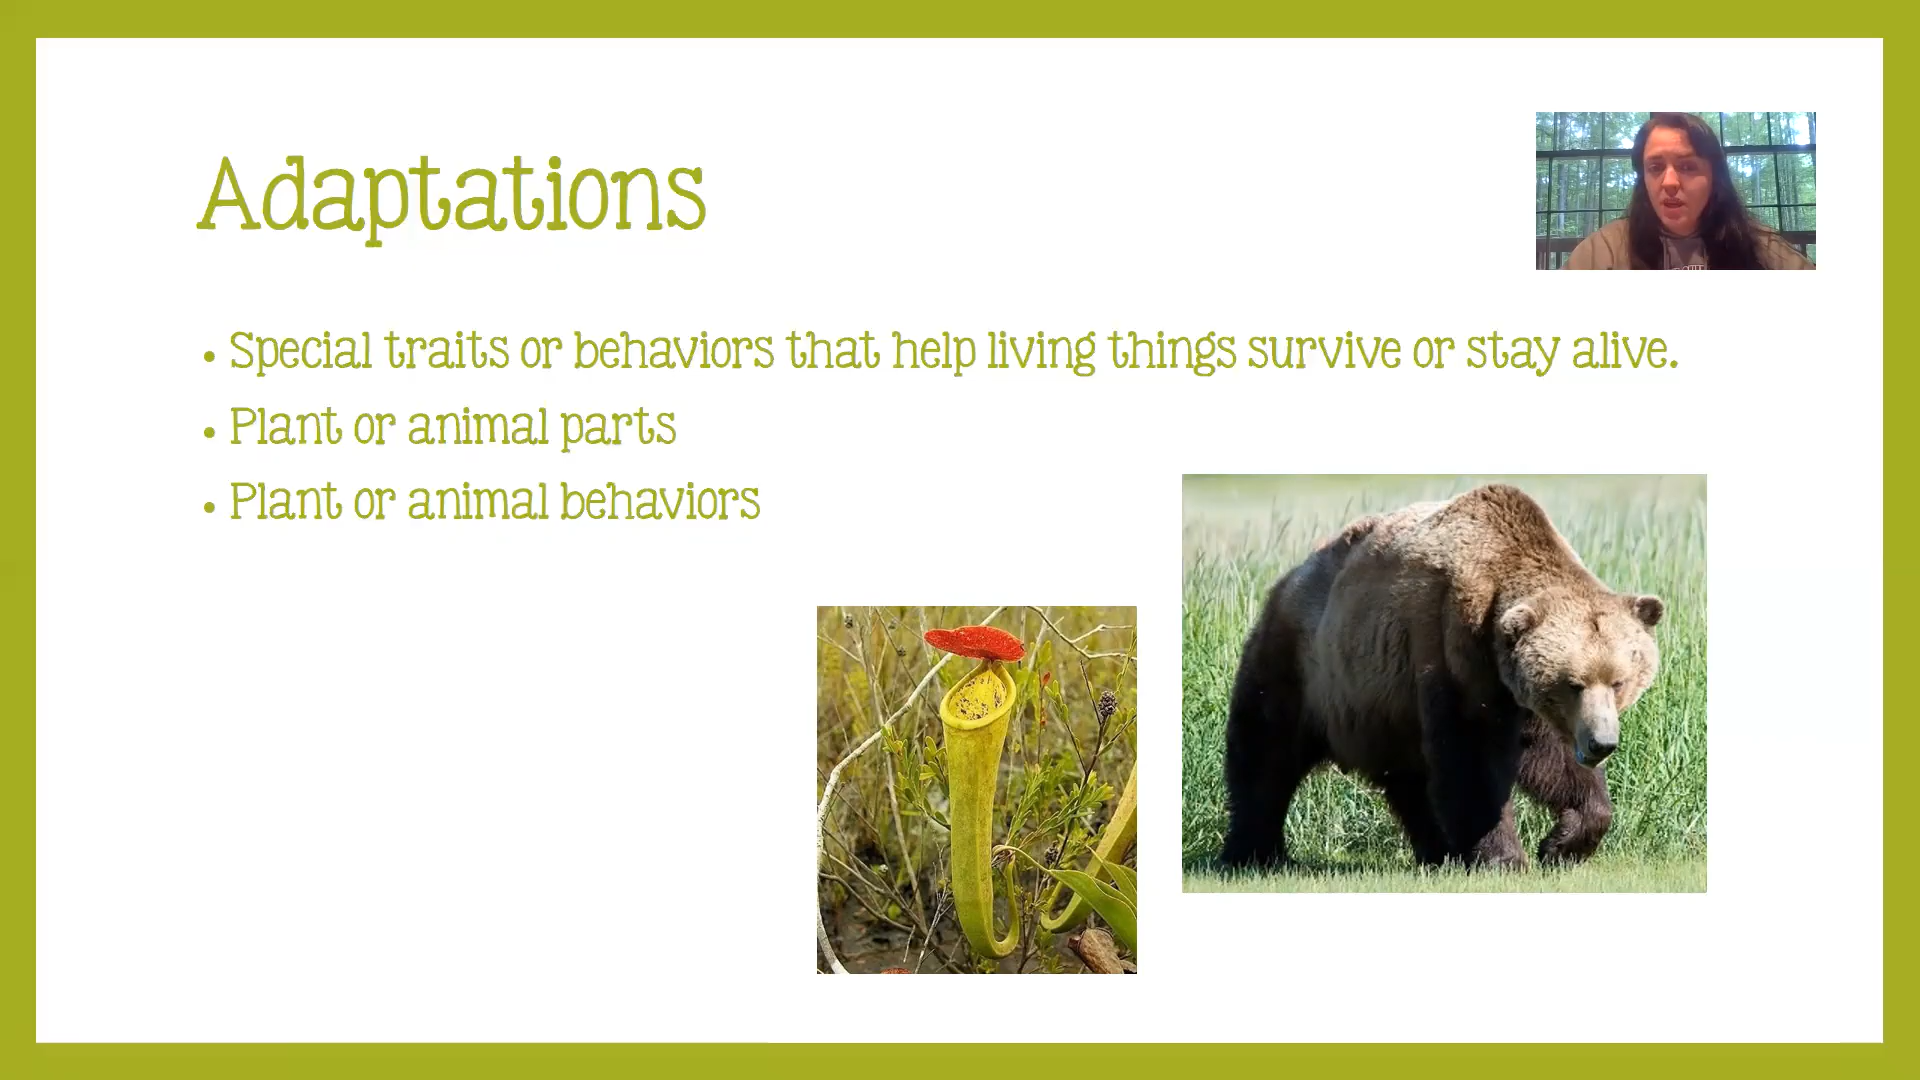 Adaptations
• Special traits or behaviors that help living things survive or stay alive.
• Plant or animal parts
• Plant or animal behaviors